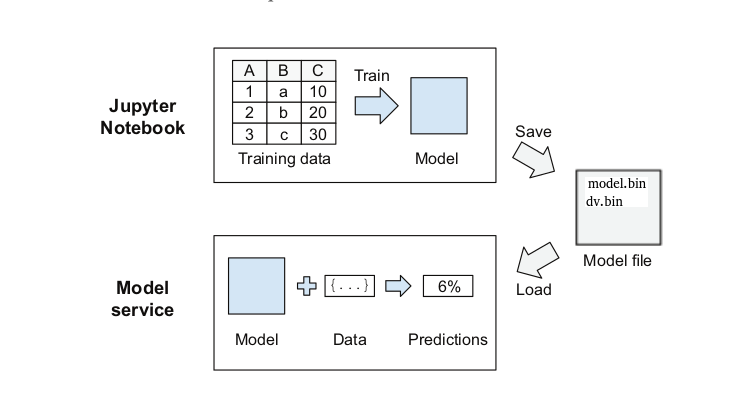 Jupyter
Notebook
A B C
1 a 10
2 b 20
3 c 30
Training data
Train
Model
Save
model.bin
dv.bin
Model file
Load
Model
service
{...}
6%
Model
Data
Predictions